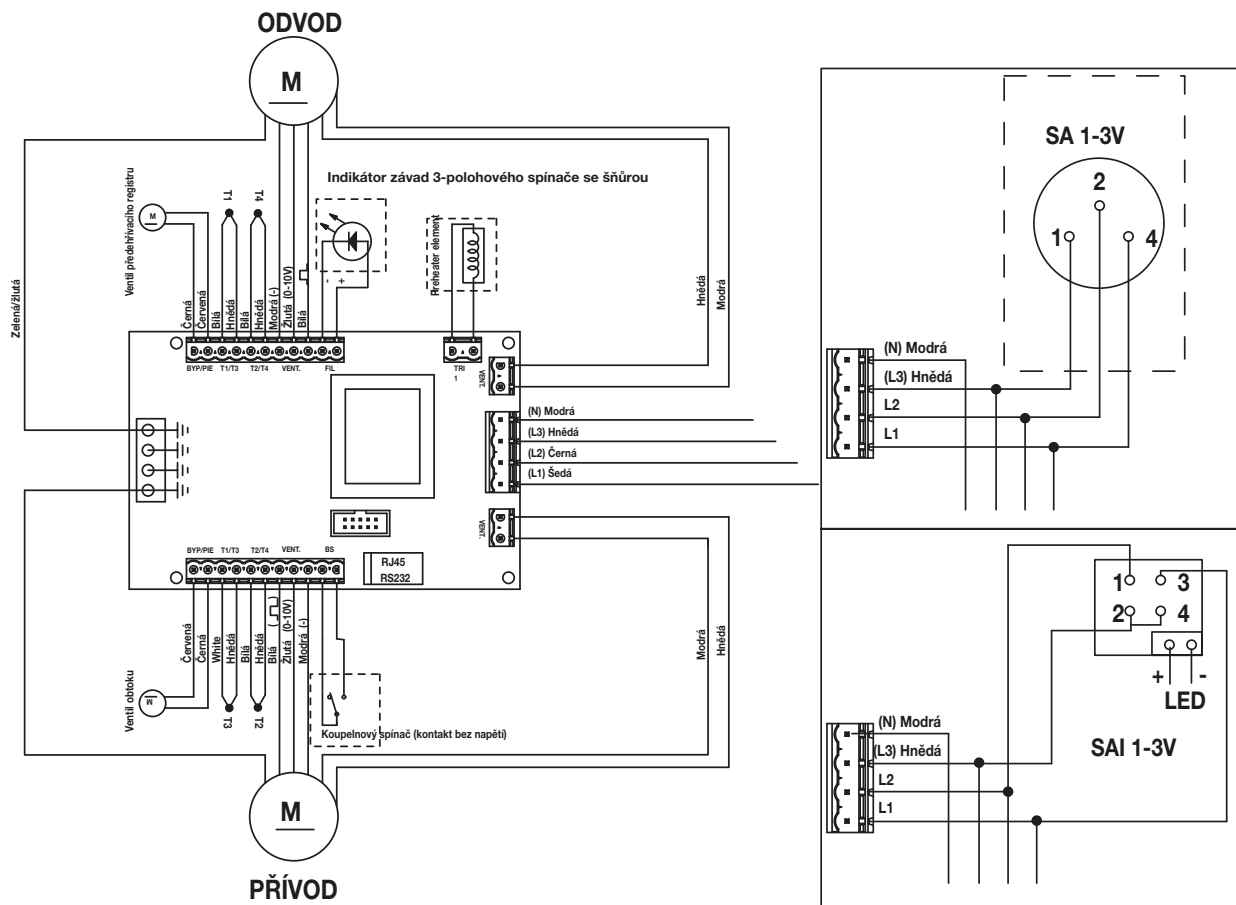 ODVOD
M
Indikátor závad 3-polohového spínače se šňůrou
Zelená/žlutá
Ventil předehřívacího registru
M
T1
T4
Preheater element
- +
Černá
Červená
Bílá
Hnědá
Bílá
Hnědá
Modrá (-)
Žlutá (0-10V)
Bílá
Hnědá
Modrá
BYP/PIE T1/T3 T2/T4 VENT. FIL
TRI
1
VENT.
(N) Modrá
(L3) Hnědá
(L2) Černá
(L1) Šedá
VENT.
BYP/PIE T1/T3 T2/T4 VENT. BS
RJ45
RS232
Červená
Černá
White
Hnědá
Bílá
Hnědá
Bílá ( )
Žlutá (0-10V)
Modrá (-)
Modrá
Hnědá
Ventil obtoku
M
T3
T2
Koupelnový spínač (kontakt bez napětí)
M
PŘÍVOD
SA 1-3V
2
1
4
(N) Modrá
(L3) Hnědá
L2
L1
1 3
2 4
+ -
LED
SAI 1-3V
(N) Modrá
(L3) Hnědá
L2
L1